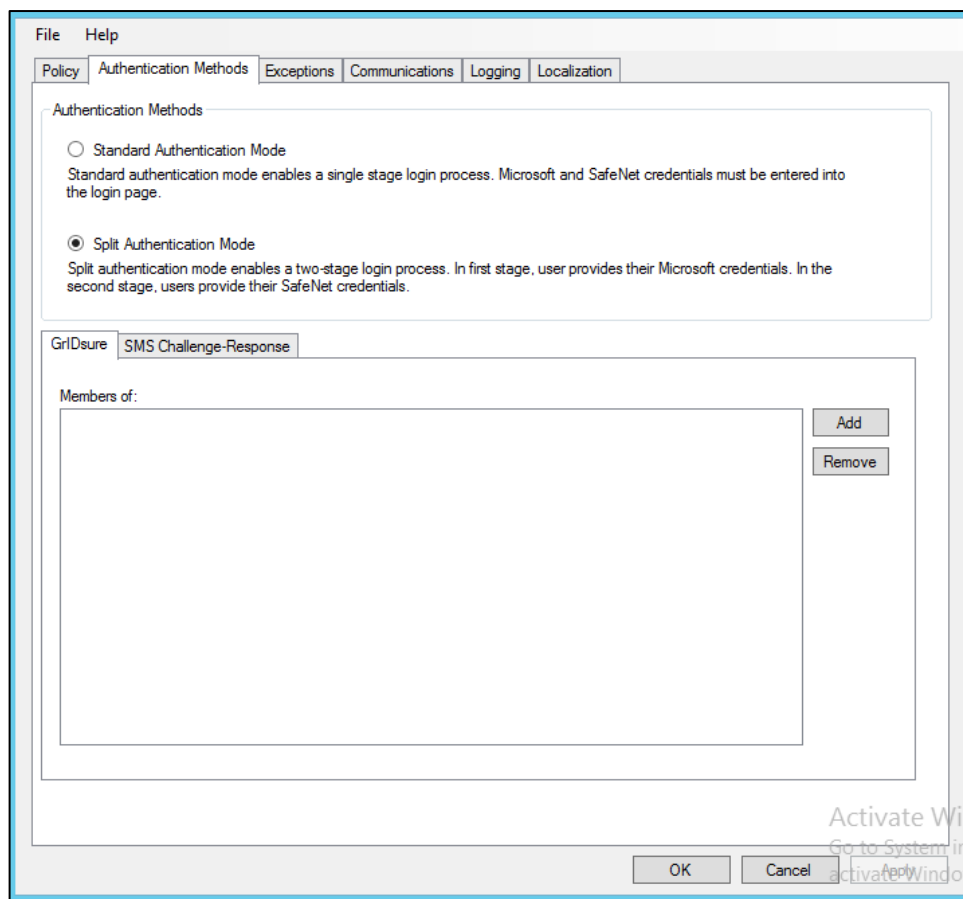 File Help
Policy Authentication Methods Exceptions Communications Logging Localization
Authentication Methods
Standard Authentication Mode
Standard authentication mode enables a single stage login process. Microsoft and SafeNet credentials must be entered into
the login page.
Split Authentication Mode
Split authentication mode enables a two-stage login process. In first stage, user provides their Microsoft credentials. In the
second stage, users provide their SafeNet credentials.
GrIDsure SMS Challenge-Response
Members of:
Add
Remove
Activate Wi
Go to System in
OK Cancel Apply
activate Windo